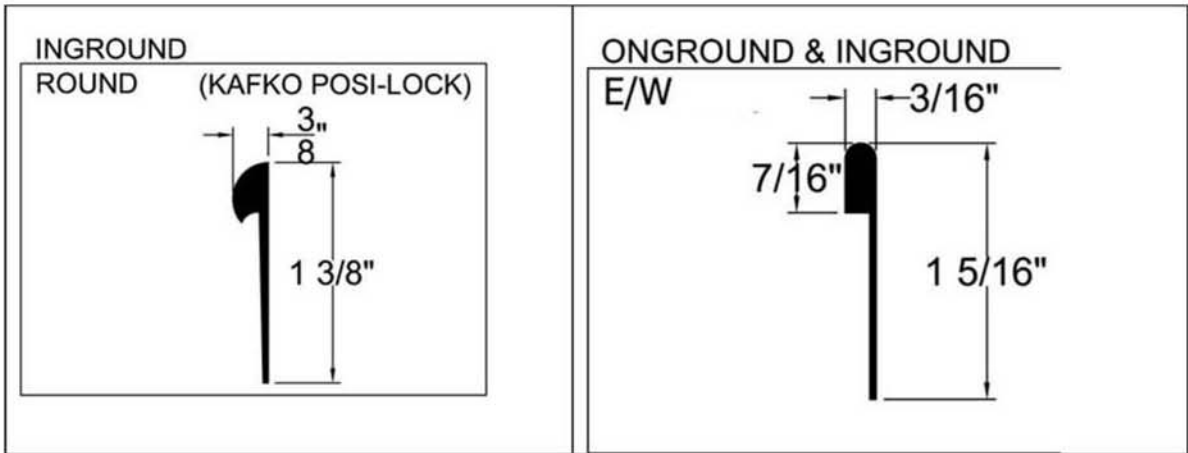 INGROUND
ROUND (KAFKO POSI-LOCK)
3"
8
1 3/8"
ONGROUND & INGROUND
E/W
3/16"
7/16"
1 5/16"